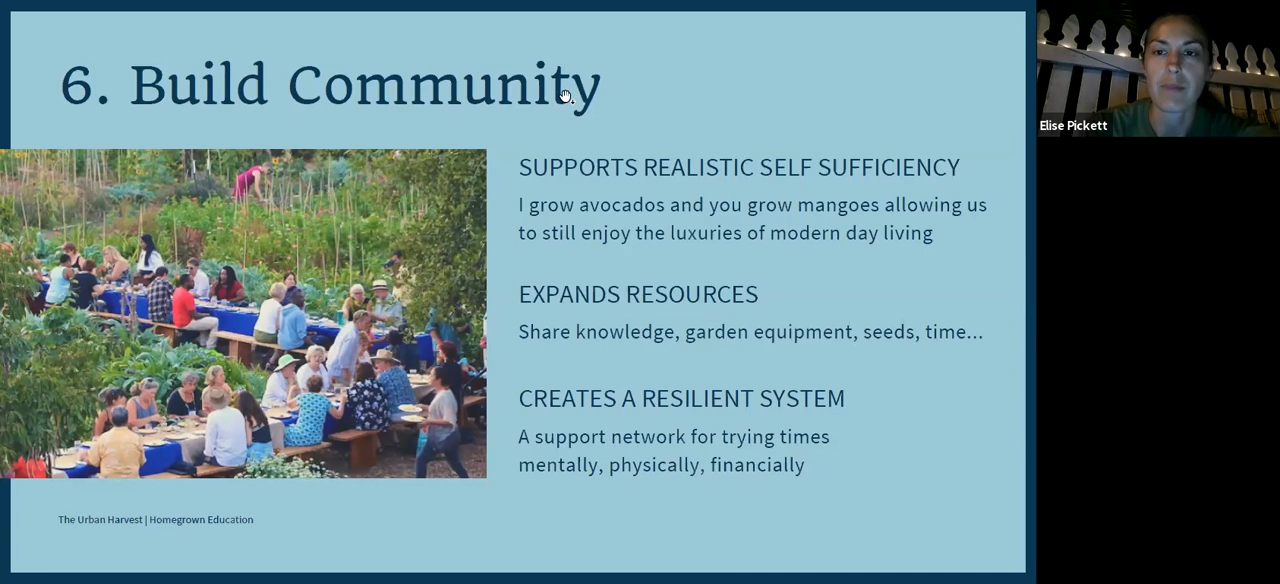 6. Build Community
SUPPORTS REALISTIC SELF SUFFICIENCY
I grow avocados and you grow mangoes allowing us
to still enjoy the luxuries of modern day living
EXPANDS RESOURCES
Share knowledge, garden equipment, seeds, time...
CREATES A RESILIENT SYSTEM
A support network for trying times
mentally, physically, financially
The Urban Harvest | Homegrown Education
Elise Pickett